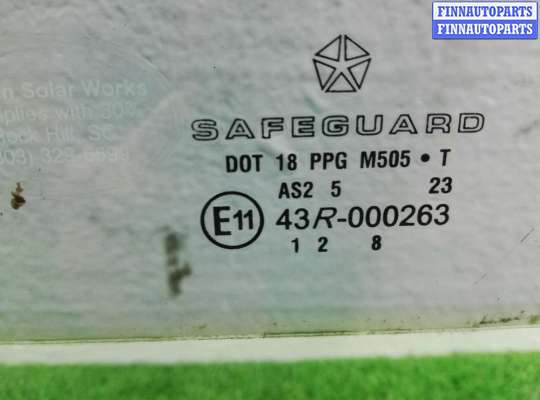 FINNAUTOPARTS
FINNAUTOPARTS
n Solar Works
plies with 30%
Rock Hill, SC
SAFEGUARD
DOT 18 PPG M505 • T
AS2 5 23
E11 43R-000263
1 2 8